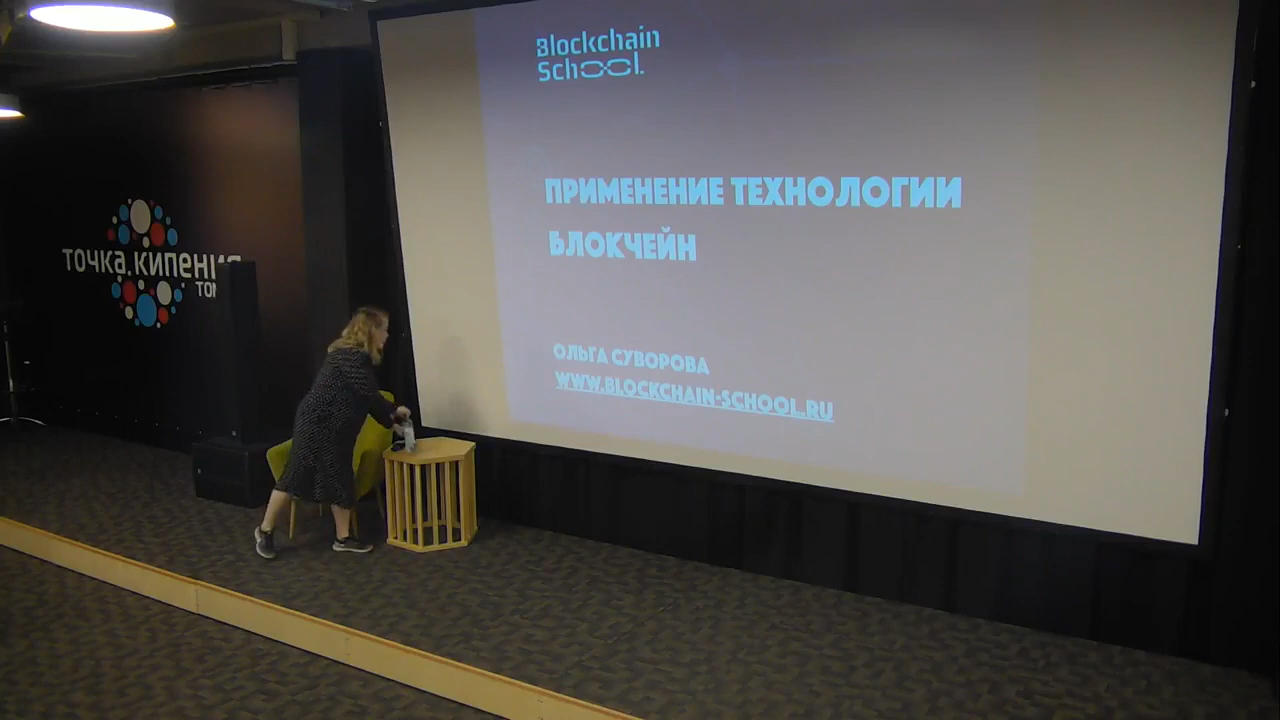 Blockchain
School.
ПРИМЕНЕНИЕ ТЕХНОЛОГИИ
БЛОКЧЕЙН
ОЛЬГА СУВОРОВА
WWW.BLOCKCHAIN-SCHOOL.RU
точка.кипения